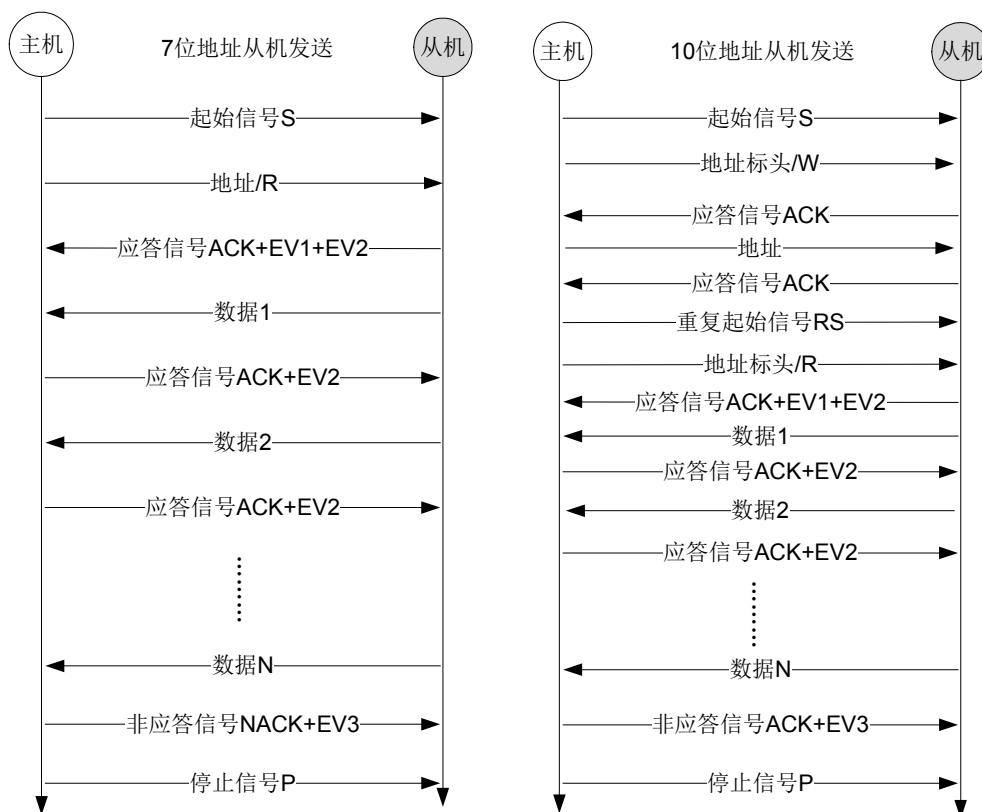 主机
7位地址从机发送
从机
起始信号S
地址/R
应答信号ACK+EV1+EV2
数据1
应答信号ACK+EV2
数据2
应答信号ACK+EV2
数据N
非应答信号NACK+EV3
停止信号P
主机
10位地址从机发送
从机
起始信号S
地址标头/W
应答信号ACK
地址
应答信号ACK
重复起始信号RS
地址标头/R
应答信号ACK+EV1+EV2
数据1
应答信号ACK+EV2
数据2
应答信号ACK+EV2
数据N
非应答信号ACK+EV3
停止信号P